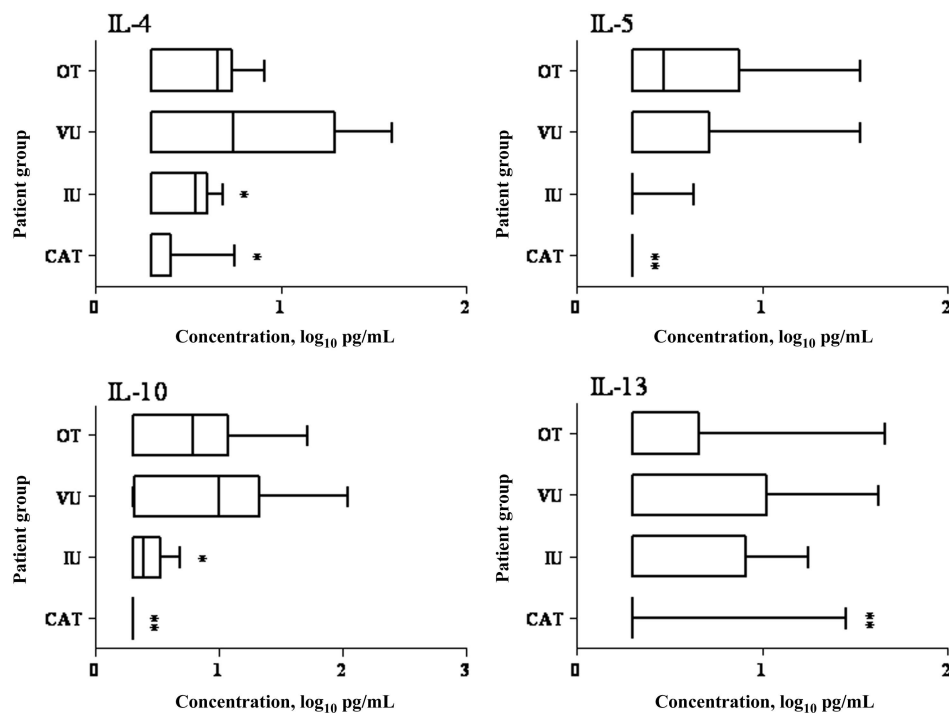 IL-4
OT
VU
IU *
CAT *
Patient group
0 1 2
Concentration, log₁₀ pg/mL
IL-5
OT
VU
IU
CAT **
Patient group
0 1 2
Concentration, log₁₀ pg/mL
IL-10
OT
VU
IU *
CAT **
Patient group
0 1 2 3
Concentration, log₁₀ pg/mL
IL-13
OT
VU
IU
CAT **
Patient group
0 1 2
Concentration, log₁₀ pg/mL